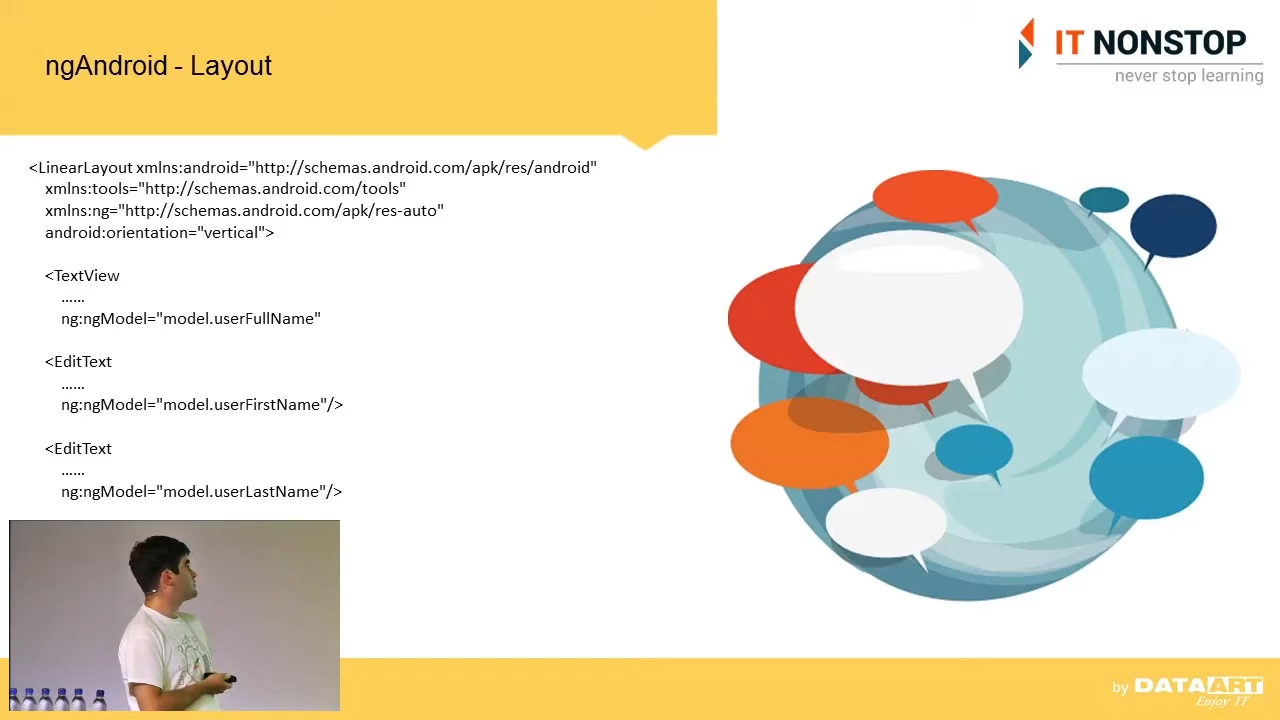 ngAndroid - Layout
IT NONSTOP
never stop learning
<LinearLayout xmlns:android="http://schemas.android.com/apk/res/android"
xmlns:tools="http://schemas.android.com/tools"
xmlns:ng="http://schemas.android.com/apk/res-auto"
android:orientation="vertical">
<TextView
......
ng:ngModel="model.userFullName"
<EditText
......
ng:ngModel="model.userFirstName"/>
<EditText
......
ng:ngModel="model.userLastName"/>
by DATAART
Enjoy IT